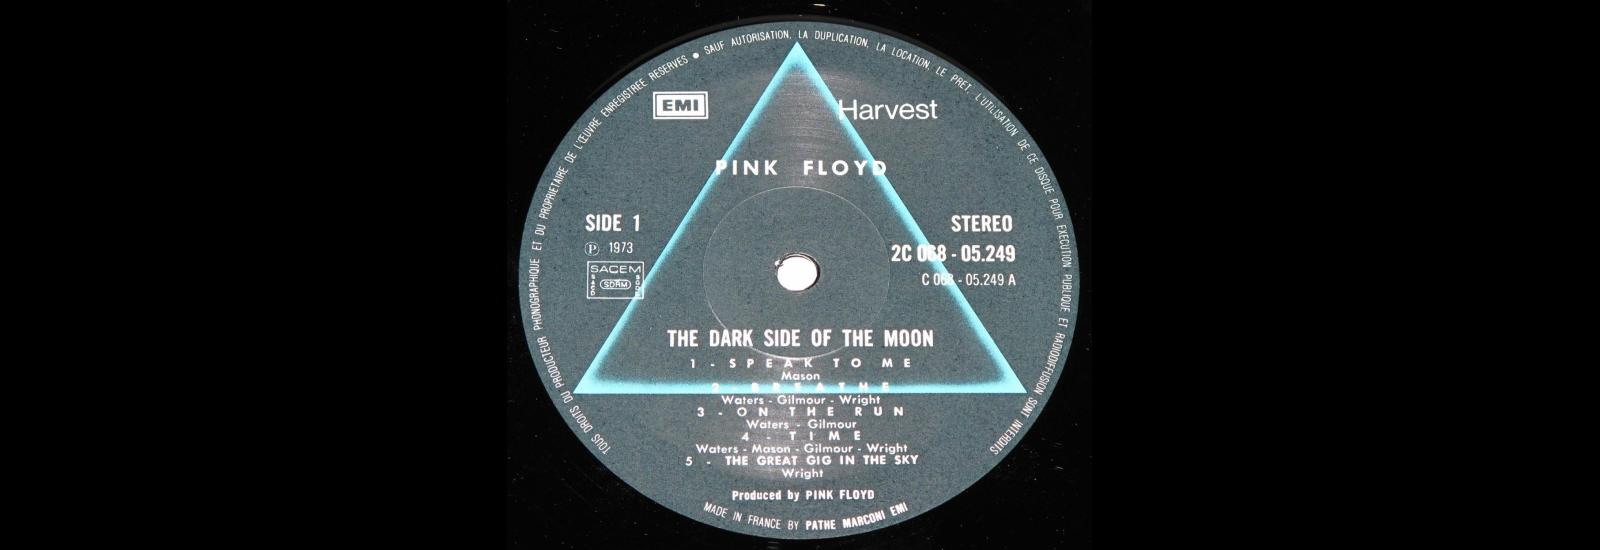 TOUS DROITS DU PRODUCTEUR PHONOGRAPHIQUE ET DU PROPRIETAIRE DE L'ŒUVRE ENREGISTREE RESERVES ● SAUF AUTORISATION, LA DUPLICATION, LA LOCATION, LE PRET, L'UTILISATION DE CE DISQUE POUR EXECUTION PUBLIQUE ET RADIODIFFUSION SONT INTERDITS
EMI
Harvest
PINK FLOYD
SIDE 1
STEREO
Ⓟ 1973
2C 068 - 05.249
SACEM
SACD SDRM SGDL
C 068 - 05.249 A
THE DARK SIDE OF THE MOON
1 - SPEAK TO ME
Mason
2 - BREATHE
Waters - Gilmour - Wright
3 - ON THE RUN
Waters - Gilmour
4 - TIME
Waters - Mason - Gilmour - Wright
5 - THE GREAT GIG IN THE SKY
Wright
Produced by PINK FLOYD
MADE IN FRANCE BY PATHE MARCONI EMI